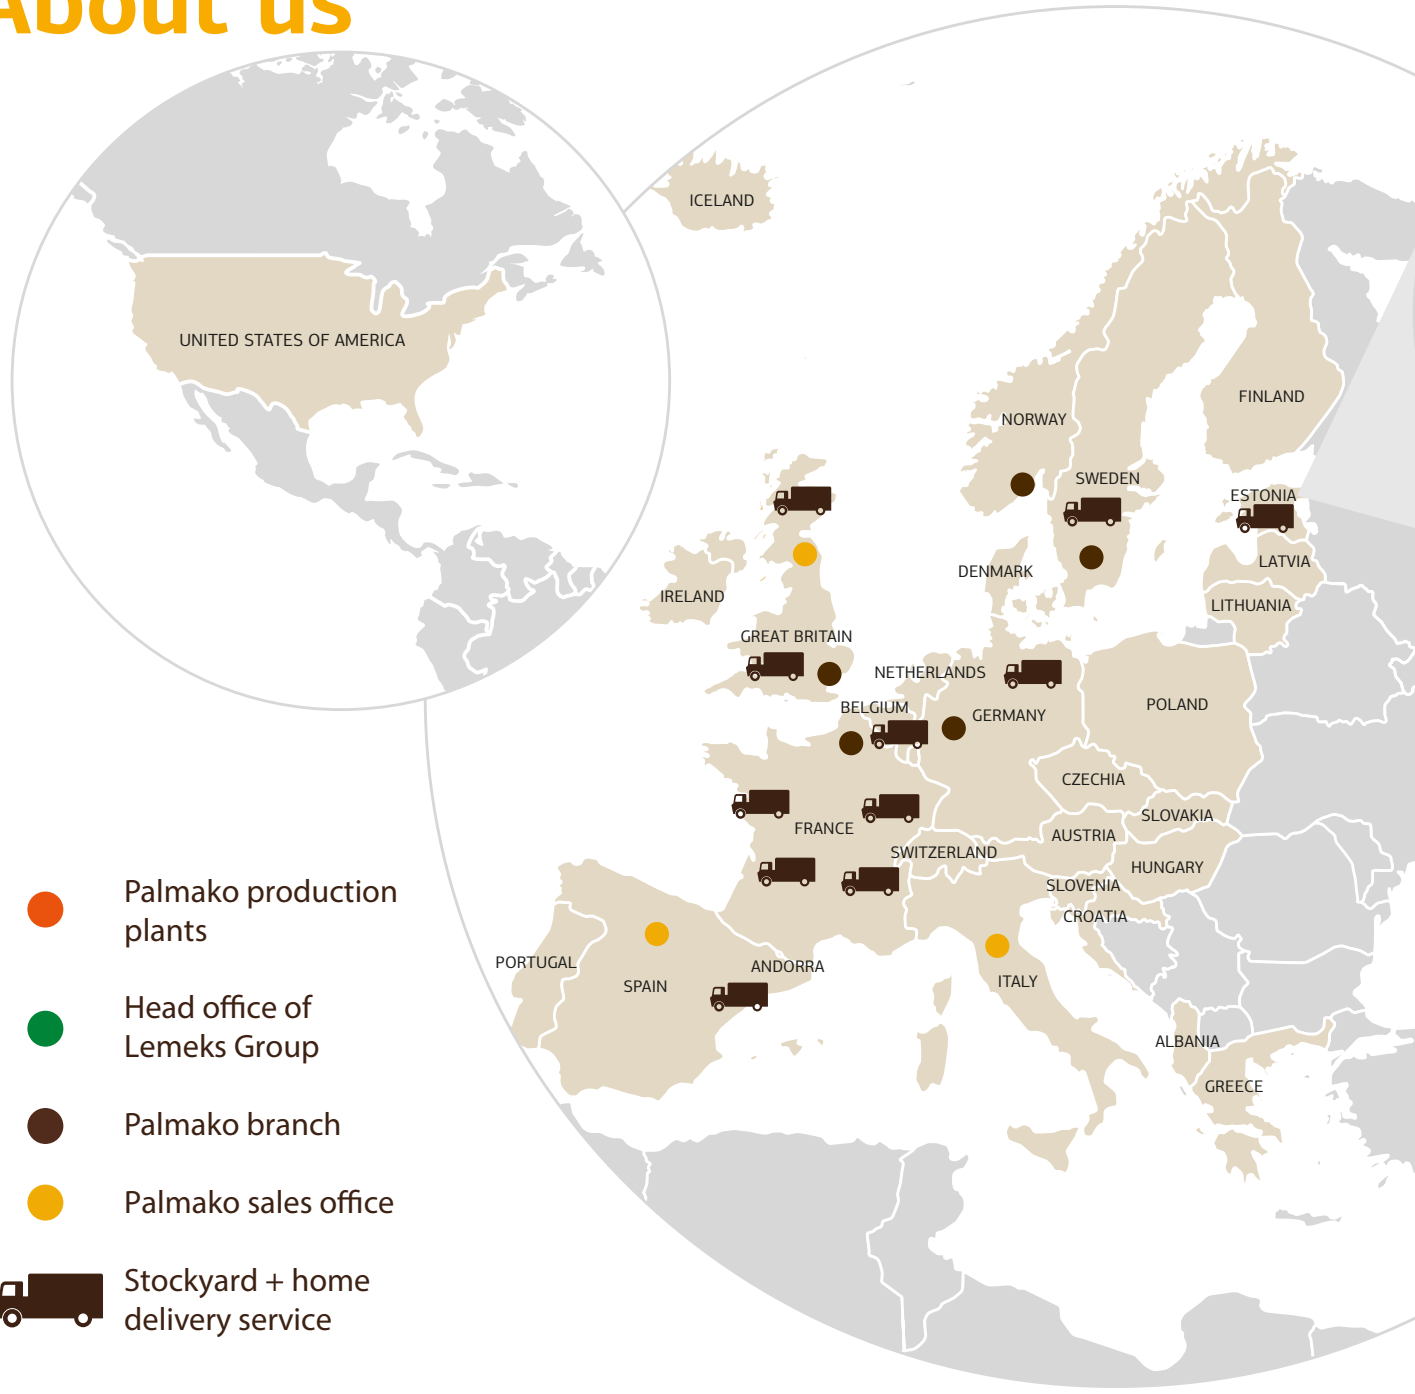 About us
ICELAND
UNITED STATES OF AMERICA
FINLAND
NORWAY
SWEDEN
ESTONIA
LATVIA
DENMARK
IRELAND
LITHUANIA
GREAT BRITAIN
NETHERLANDS
BELGIUM
GERMANY
POLAND
CZECHIA
SLOVAKIA
FRANCE
AUSTRIA
SWITZERLAND
HUNGARY
SLOVENIA
CROATIA
PORTUGAL
ANDORRA
SPAIN
ITALY
ALBANIA
GREECE
Palmako production
plants
Head office of
Lemeks Group
Palmako branch
Palmako sales office
Stockyard + home
delivery service